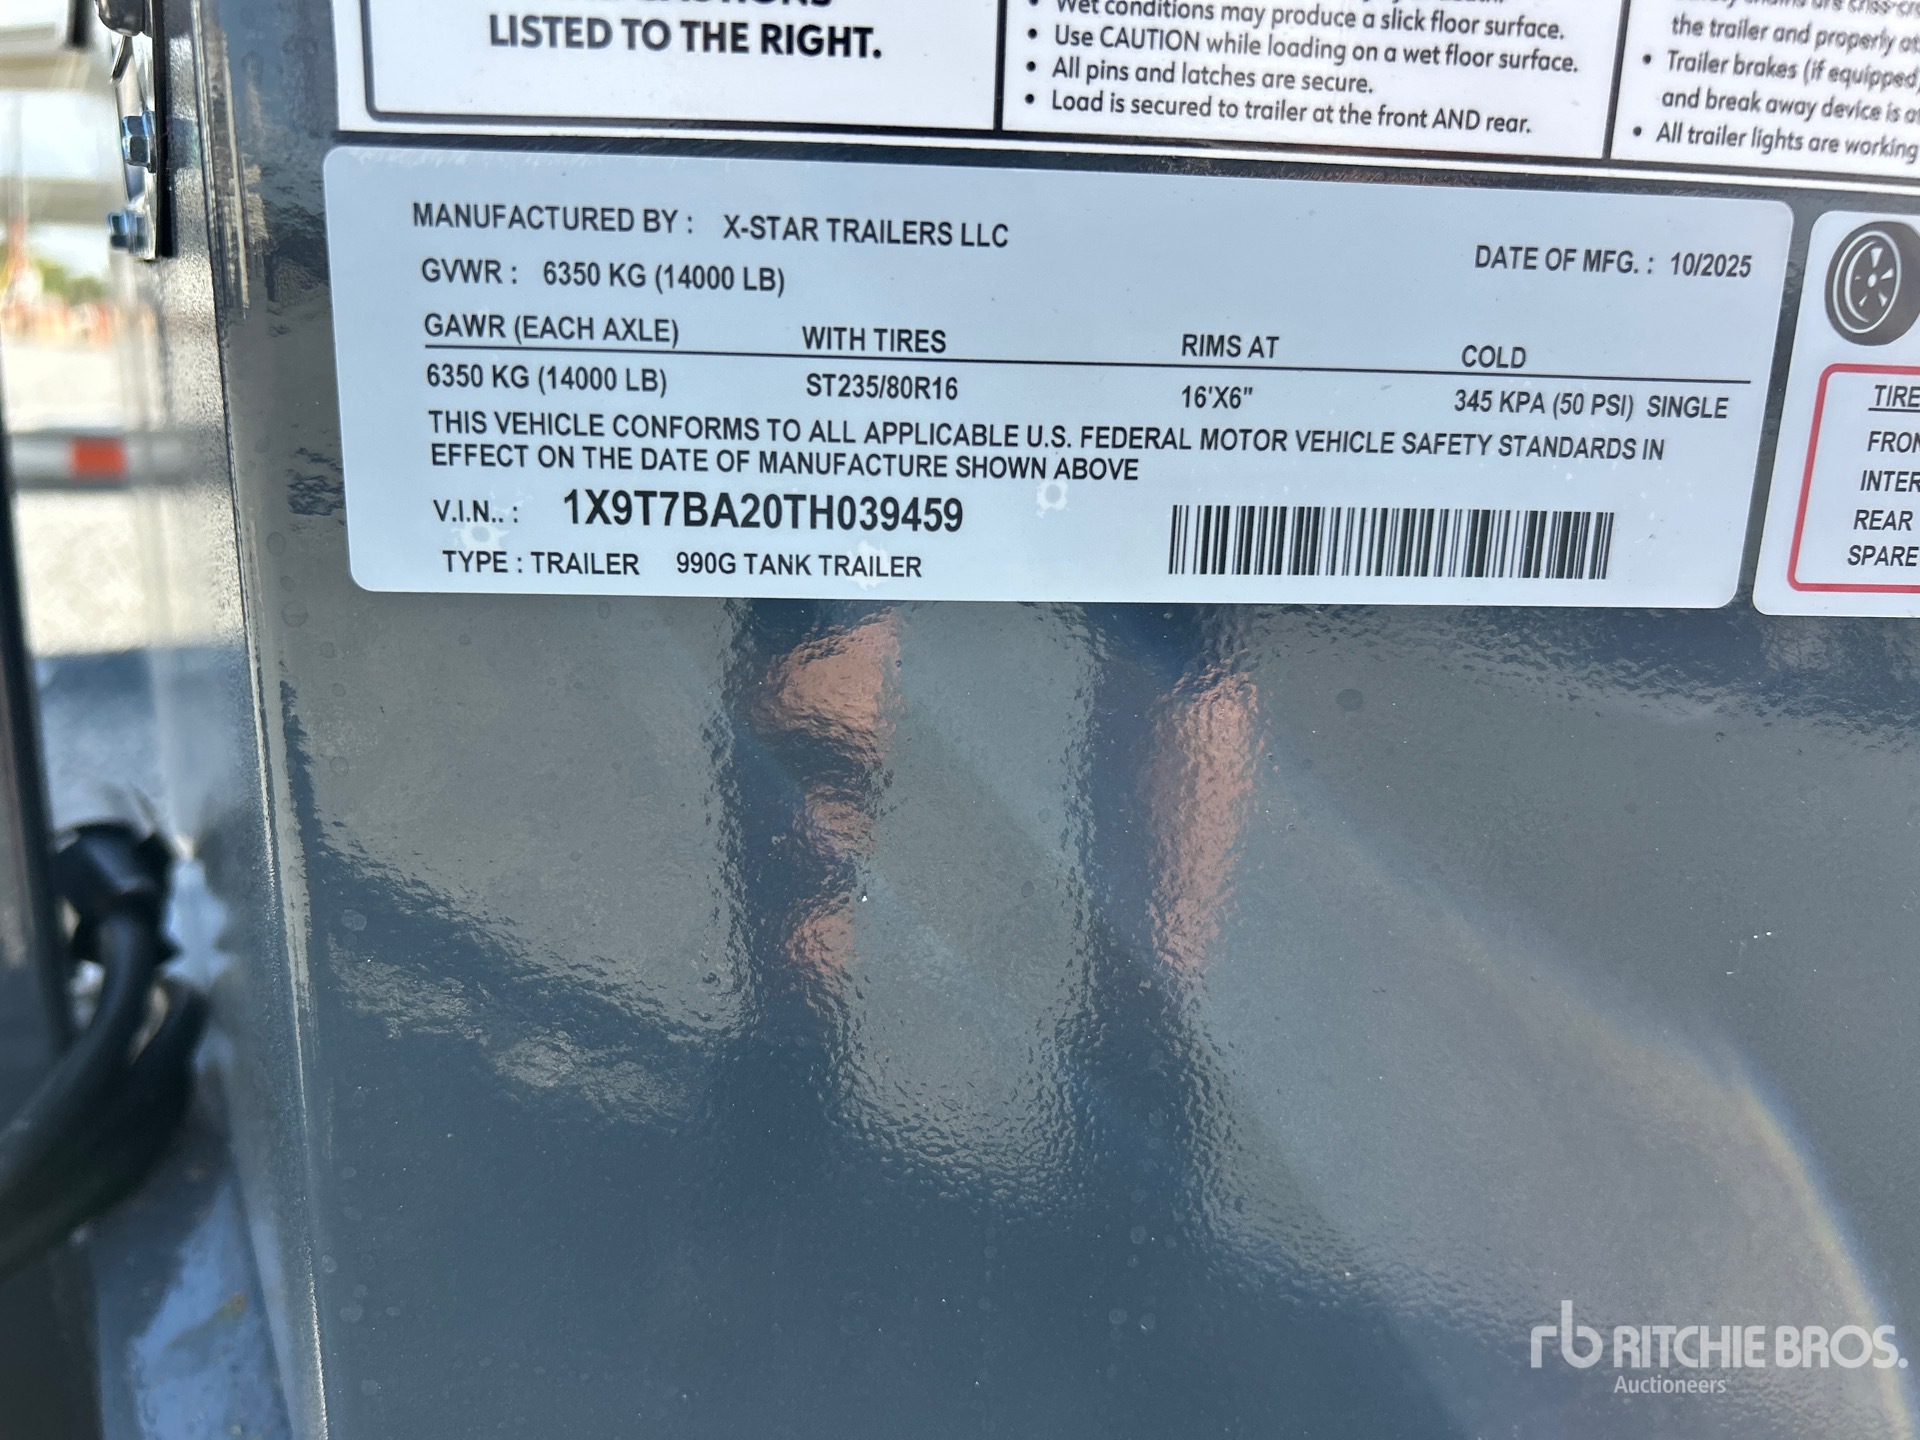 LISTED TO THE RIGHT.
• Wet conditions may produce a slick floor surface.
• Use CAUTION while loading on a wet floor surface.
• All pins and latches are secure.
• Load is secured to trailer at the front AND rear.
the trailer and properly
• Trailer brakes (if equipped)
and break away device is
• All trailer lights are working
MANUFACTURED BY : X-STAR TRAILERS LLC
DATE OF MFG. : 10/2025
GVWR : 6350 KG (14000 LB)
GAWR (EACH AXLE) WITH TIRES RIMS AT COLD
6350 KG (14000 LB) ST235/80R16 16'X6" 345 KPA (50 PSI) SINGLE
THIS VEHICLE CONFORMS TO ALL APPLICABLE U.S. FEDERAL MOTOR VEHICLE SAFETY STANDARDS IN
EFFECT ON THE DATE OF MANUFACTURE SHOWN ABOVE
V.I.N.. : 1X9T7BA20TH039459
TYPE : TRAILER 990G TANK TRAILER
TIRE
FRON
INTER
REAR
SPARE
rb RITCHIE BROS.
Auctioneers